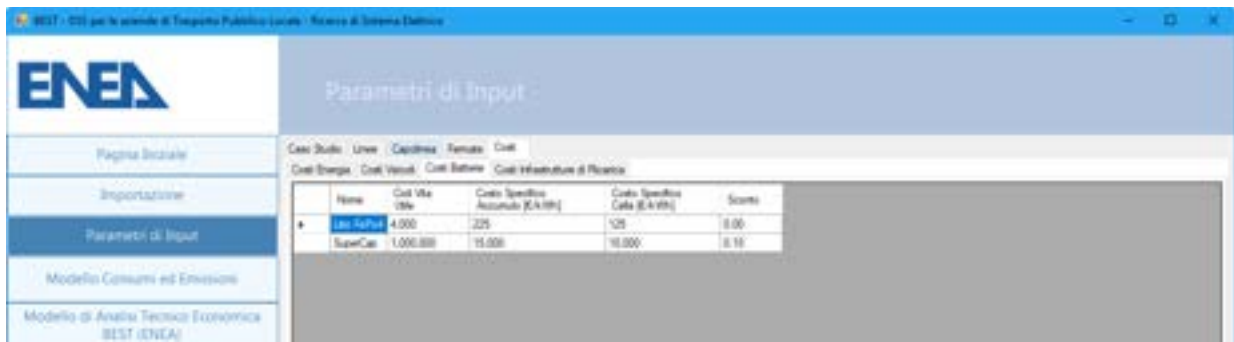 BEST - DSS per le aziende di Trasporto Pubblico Locale - Ricerca di Sistema Elettrico
ENEA
Parametri di Input
Pagina Iniziale
Importazione
Parametri di Input
Modello Consumi ed Emissioni
Modello di Analisi Tecnico Economica
BEST (ENEA)
Caso Studio Linee Capolinea Fermate Costi
Costi Energia Costi Veicoli Costi Batterie Costi Infrastrutture di Ricarica
Nome Cicli Vita Utile Costo Specifico Accumulo [€/kWh] Costo Specifico Cella [€/kWh] Sconto
Litio FePo4 4.000 225 125 0.00
SuperCap 1.000.000 15.000 10.000 0.10